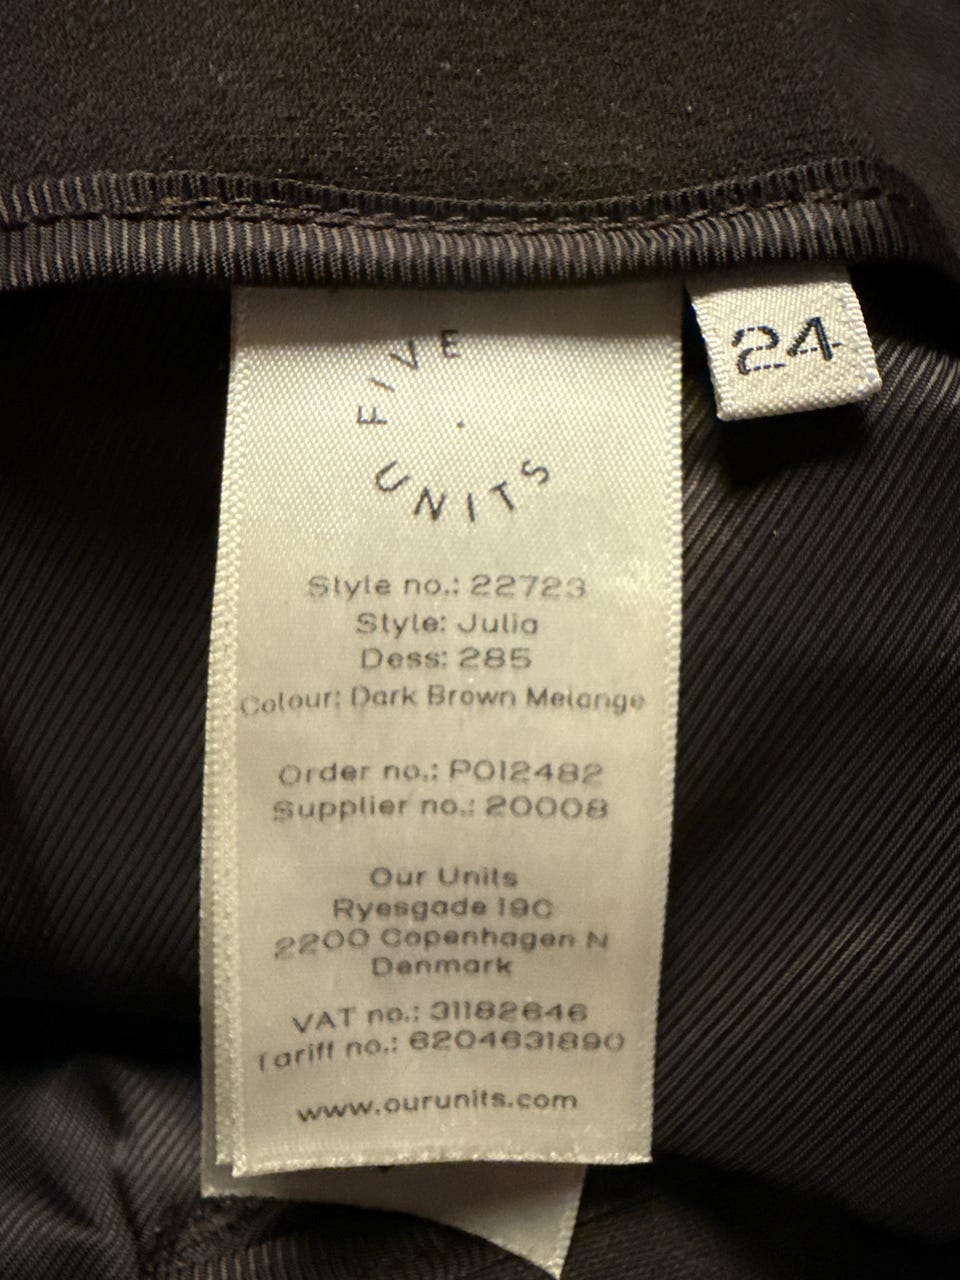 FIVE
UNITS
24
Style no.: 22723
Style: Julia
Dess: 285
Colour: Dark Brown Melange
Order no.: PO12482
Supplier no.: 20008
Our Units
Ryesgade 19C
2200 Copenhagen N
Denmark
VAT no.: 31182646
Tariff no.: 6204631890
www.ourunits.com